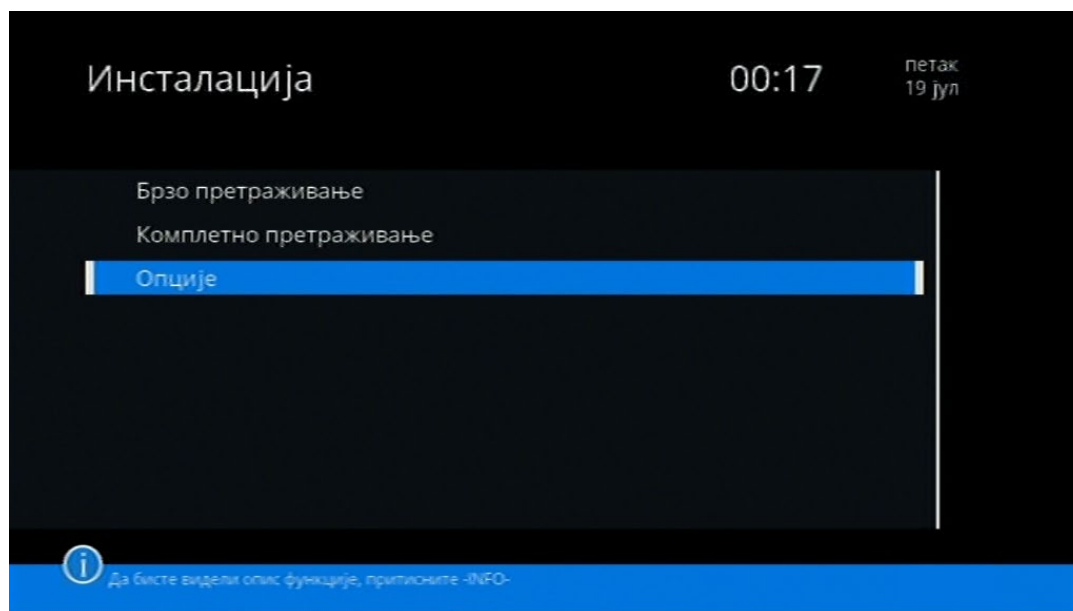 Инсталација
00:17
петак
19 јул
Брзо претраживање
Комплетно претраживање
Опције
Да бисте видели опис функције, притисните -INFO-